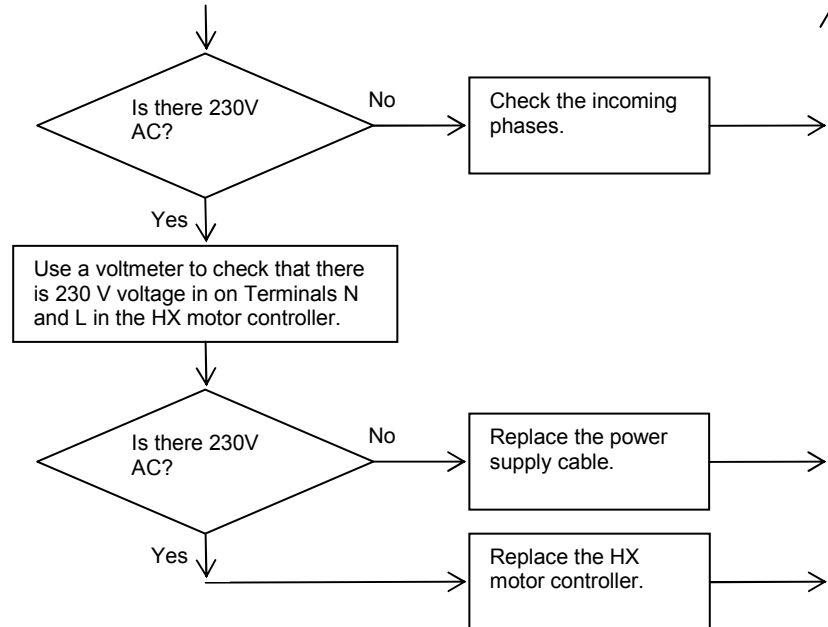 Is there 230V
AC?
No
Check the incoming
phases.
Yes
Use a voltmeter to check that there
is 230 V voltage in on Terminals N
and L in the HX motor controller.
Is there 230V
AC?
No
Replace the power
supply cable.
Yes
Replace the HX
motor controller.